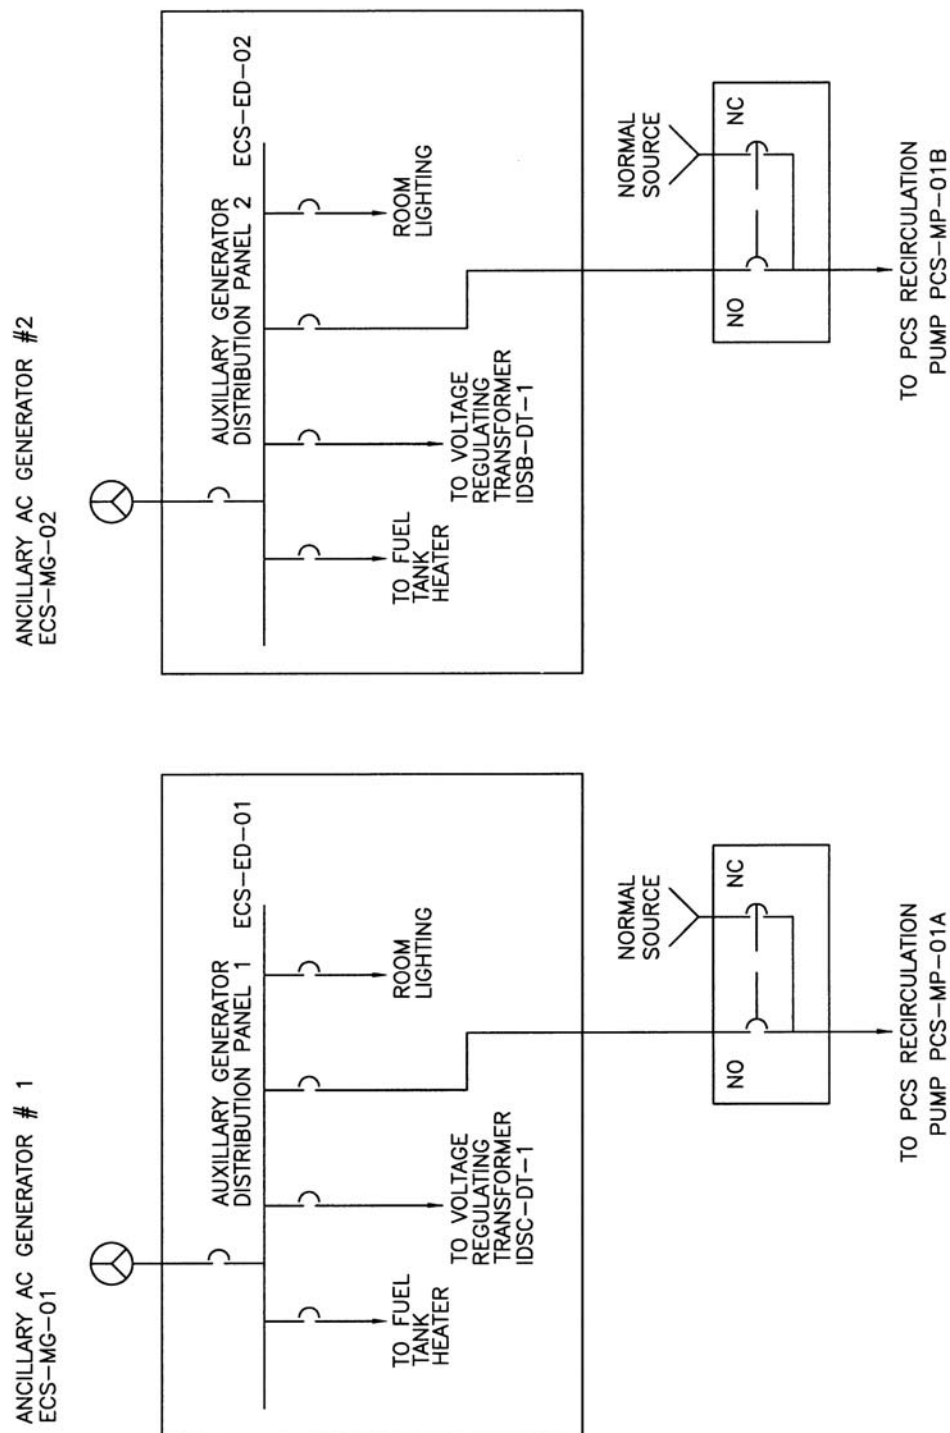 ANCILLARY AC GENERATOR # 1
ECS-MG-01
AUXILLARY GENERATOR
DISTRIBUTION PANEL 1 ECS-ED-01
TO FUEL
TANK
HEATER
TO VOLTAGE
REGULATING
TRANSFORMER
IDSC-DT-1
ROOM
LIGHTING
NORMAL
SOURCE
NO
NC
TO PCS RECIRCULATION
PUMP PCS-MP-01A
ANCILLARY AC GENERATOR #2
ECS-MG-02
AUXILLARY GENERATOR
DISTRIBUTION PANEL 2 ECS-ED-02
TO FUEL
TANK
HEATER
TO VOLTAGE
REGULATING
TRANSFORMER
IDSB-DT-1
ROOM
LIGHTING
NORMAL
SOURCE
NO
NC
TO PCS RECIRCULATION
PUMP PCS-MP-01B